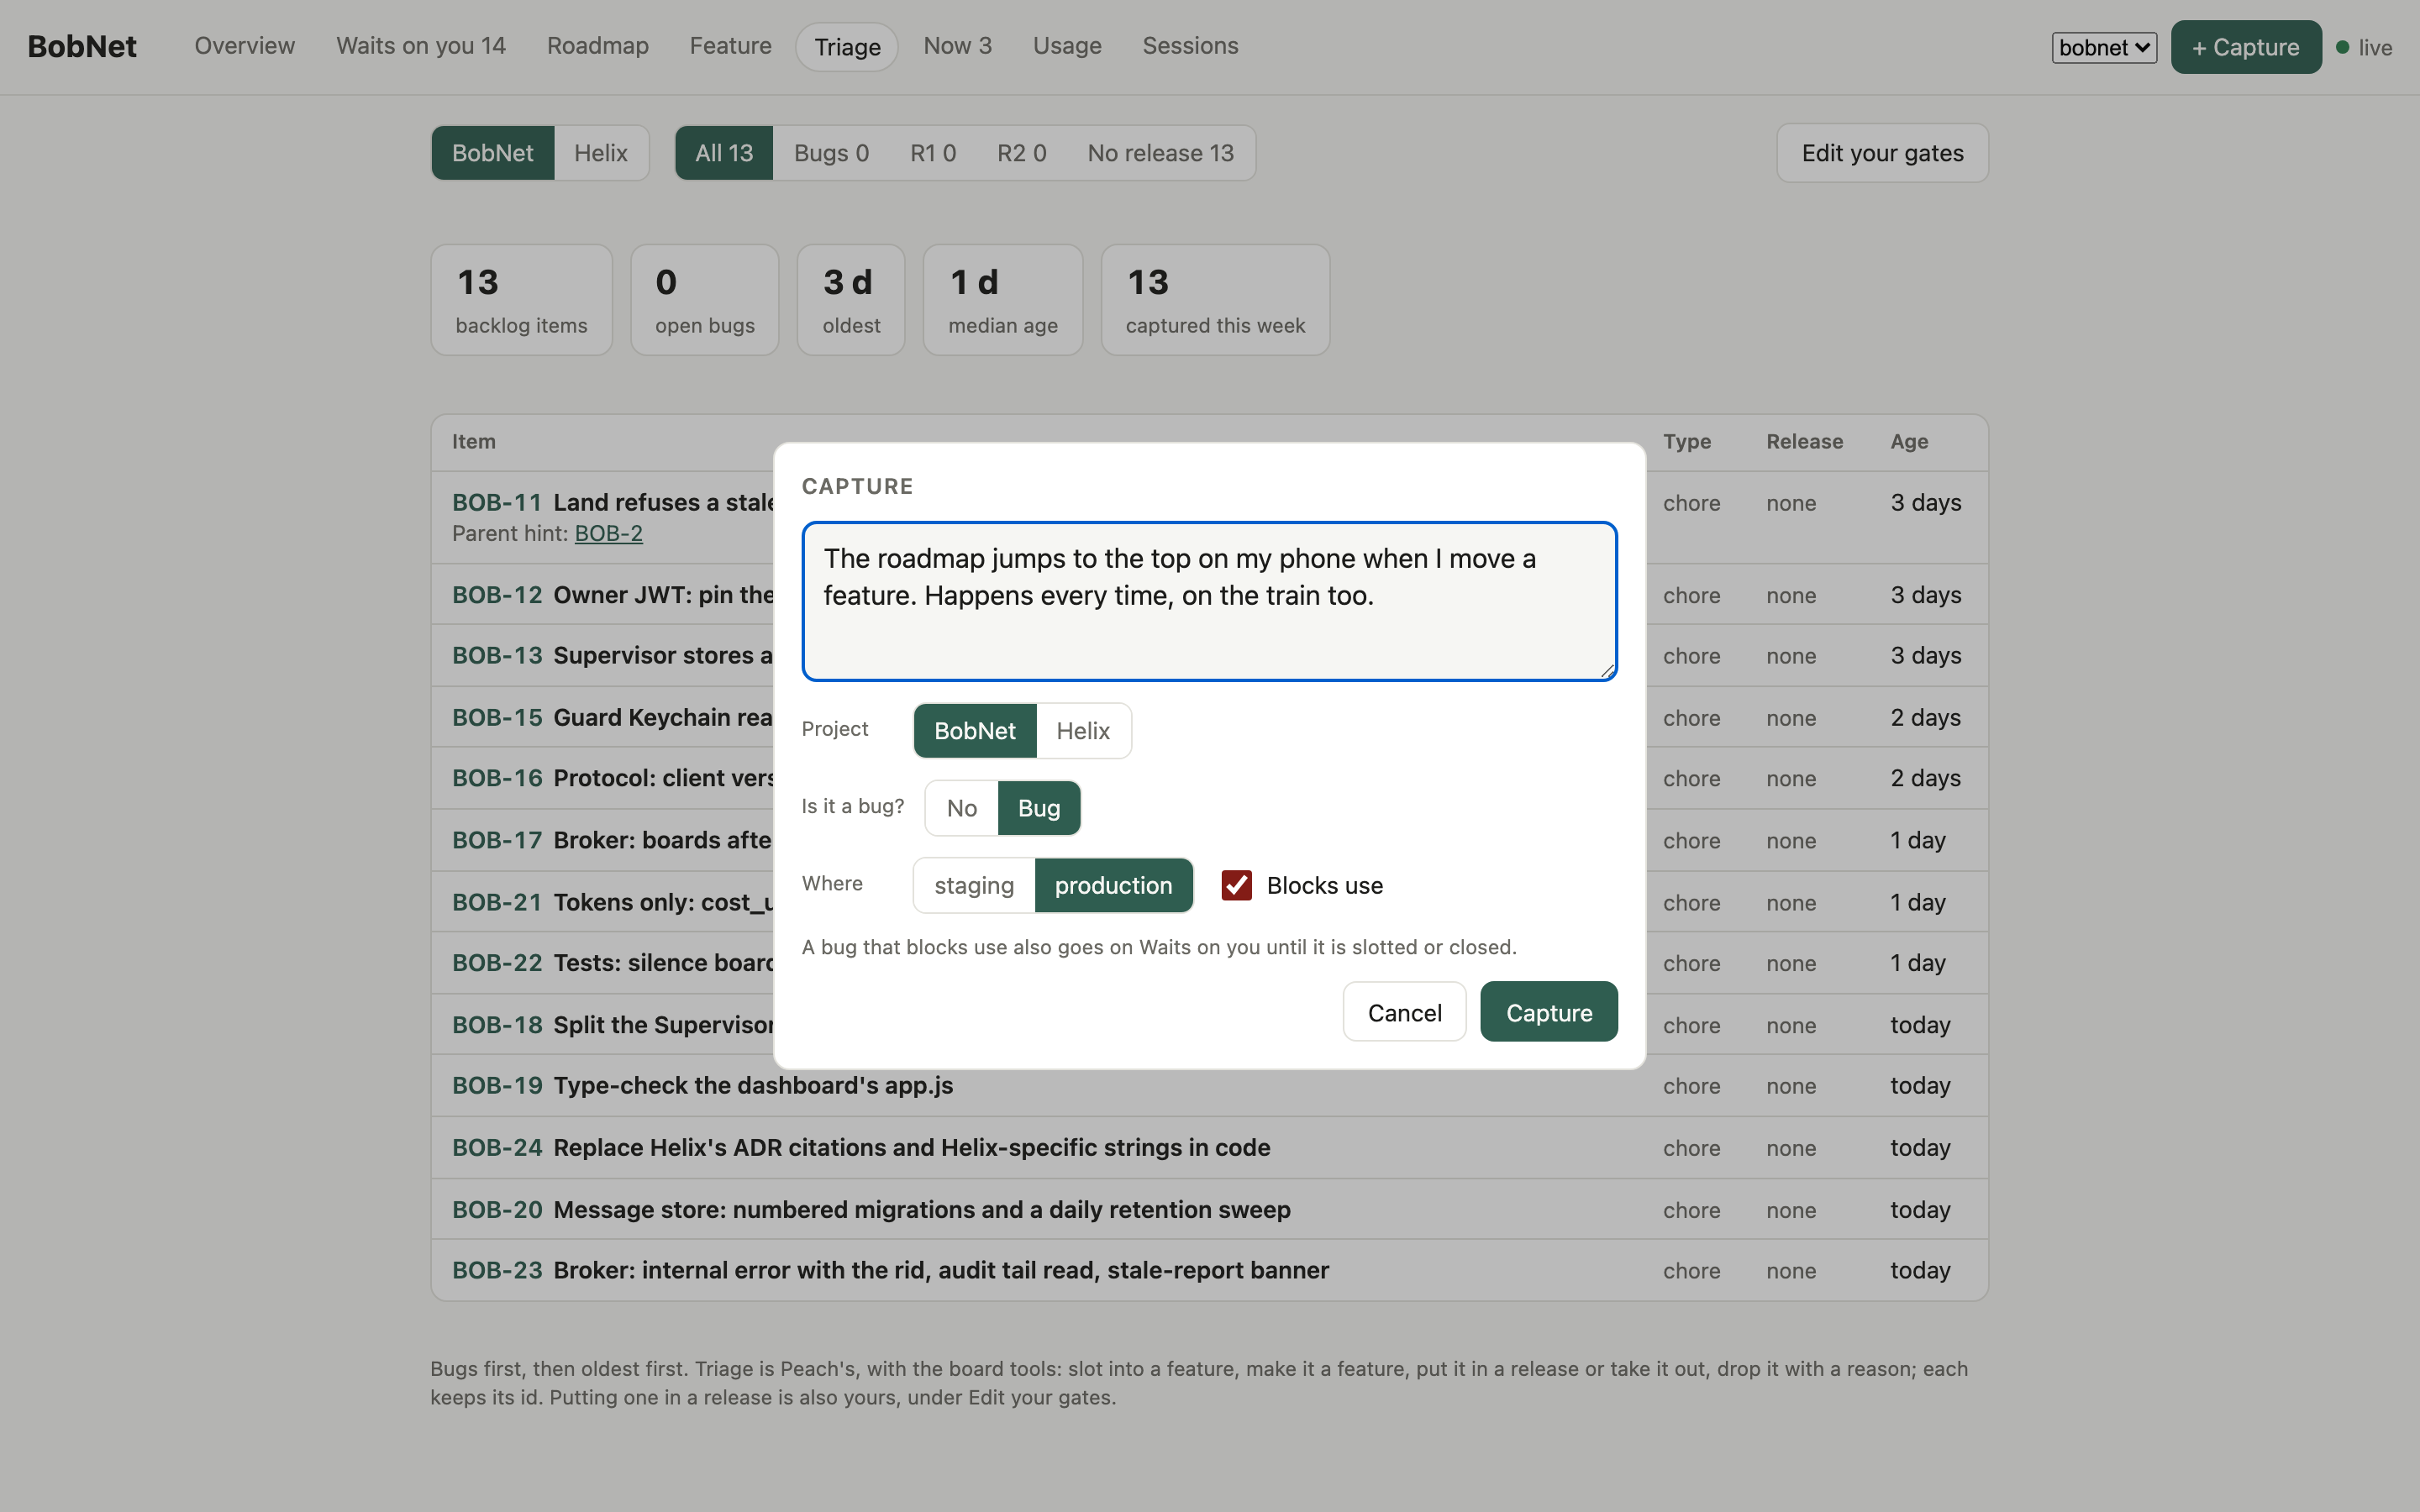 BobNet
Overview
Waits on you 14
Roadmap
Feature
Triage
Now 3
Usage
Sessions
bobnet
+ Capture
live
BobNet
Helix
All 13
Bugs 0
R1 0
R2 0
No release 13
Edit your gates
13
backlog items
0
open bugs
3 d
oldest
1 d
median age
13
captured this week
Item
Type
Release
Age
BOB-11 Land refuses a stale
chore
none
3 days
Parent hint: BOB-2
BOB-12 Owner JWT: pin the
chore
none
3 days
BOB-13 Supervisor stores a
chore
none
3 days
BOB-15 Guard Keychain rea
chore
none
2 days
BOB-16 Protocol: client vers
chore
none
2 days
BOB-17 Broker: boards afte
chore
none
1 day
BOB-21 Tokens only: cost_u
chore
none
1 day
BOB-22 Tests: silence board
chore
none
1 day
BOB-18 Split the Supervisor
chore
none
today
BOB-19 Type-check the dashboard's app.js
chore
none
today
BOB-24 Replace Helix's ADR citations and Helix-specific strings in code
chore
none
today
BOB-20 Message store: numbered migrations and a daily retention sweep
chore
none
today
BOB-23 Broker: internal error with the rid, audit tail read, stale-report banner
chore
none
today
CAPTURE
The roadmap jumps to the top on my phone when I move a
feature. Happens every time, on the train too.
Project
BobNet
Helix
Is it a bug?
No
Bug
Where
staging
production
Blocks use
A bug that blocks use also goes on Waits on you until it is slotted or closed.
Cancel
Capture
Bugs first, then oldest first. Triage is Peach's, with the board tools: slot into a feature, make it a feature, put it in a release or take it out, drop it with a reason; each
keeps its id. Putting one in a release is also yours, under Edit your gates.